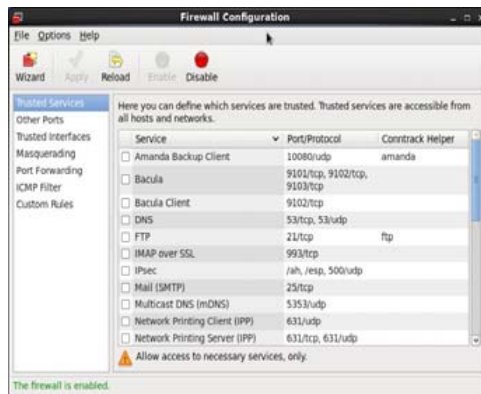 Firewall Configuration
File Options Help
Wizard Apply Reload Enable Disable
Trusted Services
Other Ports
Trusted Interfaces
Masquerading
Port Forwarding
ICMP Filter
Custom Rules
Here you can define which services are trusted. Trusted services are accessible from
all hosts and networks.
Service Port/Protocol Conntrack Helper
Amanda Backup Client 10080/udp amanda
Bacula 9101/tcp, 9102/tcp,
9103/tcp
Bacula Client 9102/tcp
DNS 53/tcp, 53/udp
FTP 21/tcp ftp
IMAP over SSL 993/tcp
IPsec /ah, /esp, 500/udp
Mail (SMTP) 25/tcp
Multicast DNS (mDNS) 5353/udp
Network Printing Client (IPP) 631/udp
Network Printing Server (IPP) 631/tcp, 631/udp
Allow access to necessary services, only.
The firewall is enabled.